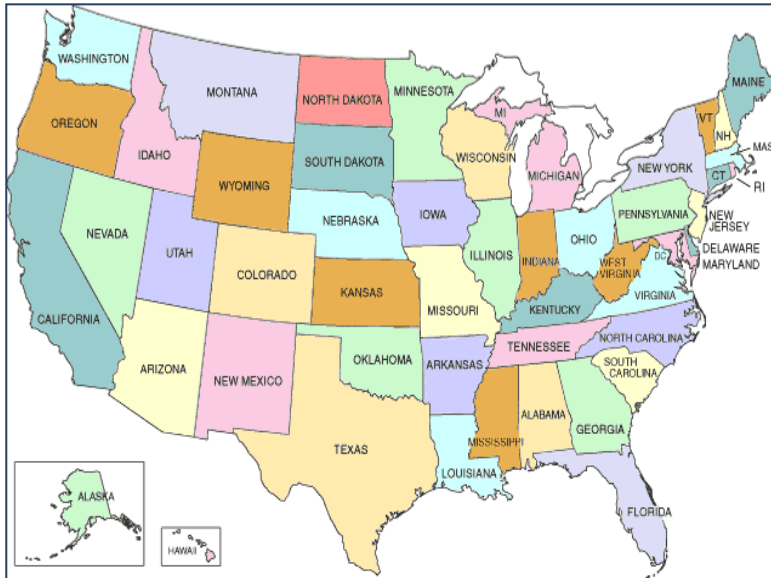 WASHINGTON
MONTANA
NORTH DAKOTA
MINNESOTA
MAINE
OREGON
IDAHO
WYOMING
SOUTH DAKOTA
WISCONSIN
MI
MICHIGAN
VT
NH
NEW YORK
MAS
CT
RI
NEVADA
UTAH
COLORADO
NEBRASKA
IOWA
ILLINOIS
INDIANA
OHIO
PENNSYLVANIA
NEW
JERSEY
DELAWARE
MARYLAND
DC
WEST
VIRGINIA
VIRGINIA
CALIFORNIA
KANSAS
MISSOURI
KENTUCKY
ARIZONA
NEW MEXICO
OKLAHOMA
ARKANSAS
TENNESSEE
NORTH CAROLINA
SOUTH
CAROLINA
TEXAS
LOUISIANA
MISSISSIPPI
ALABAMA
GEORGIA
FLORIDA
ALASKA
HAWAII